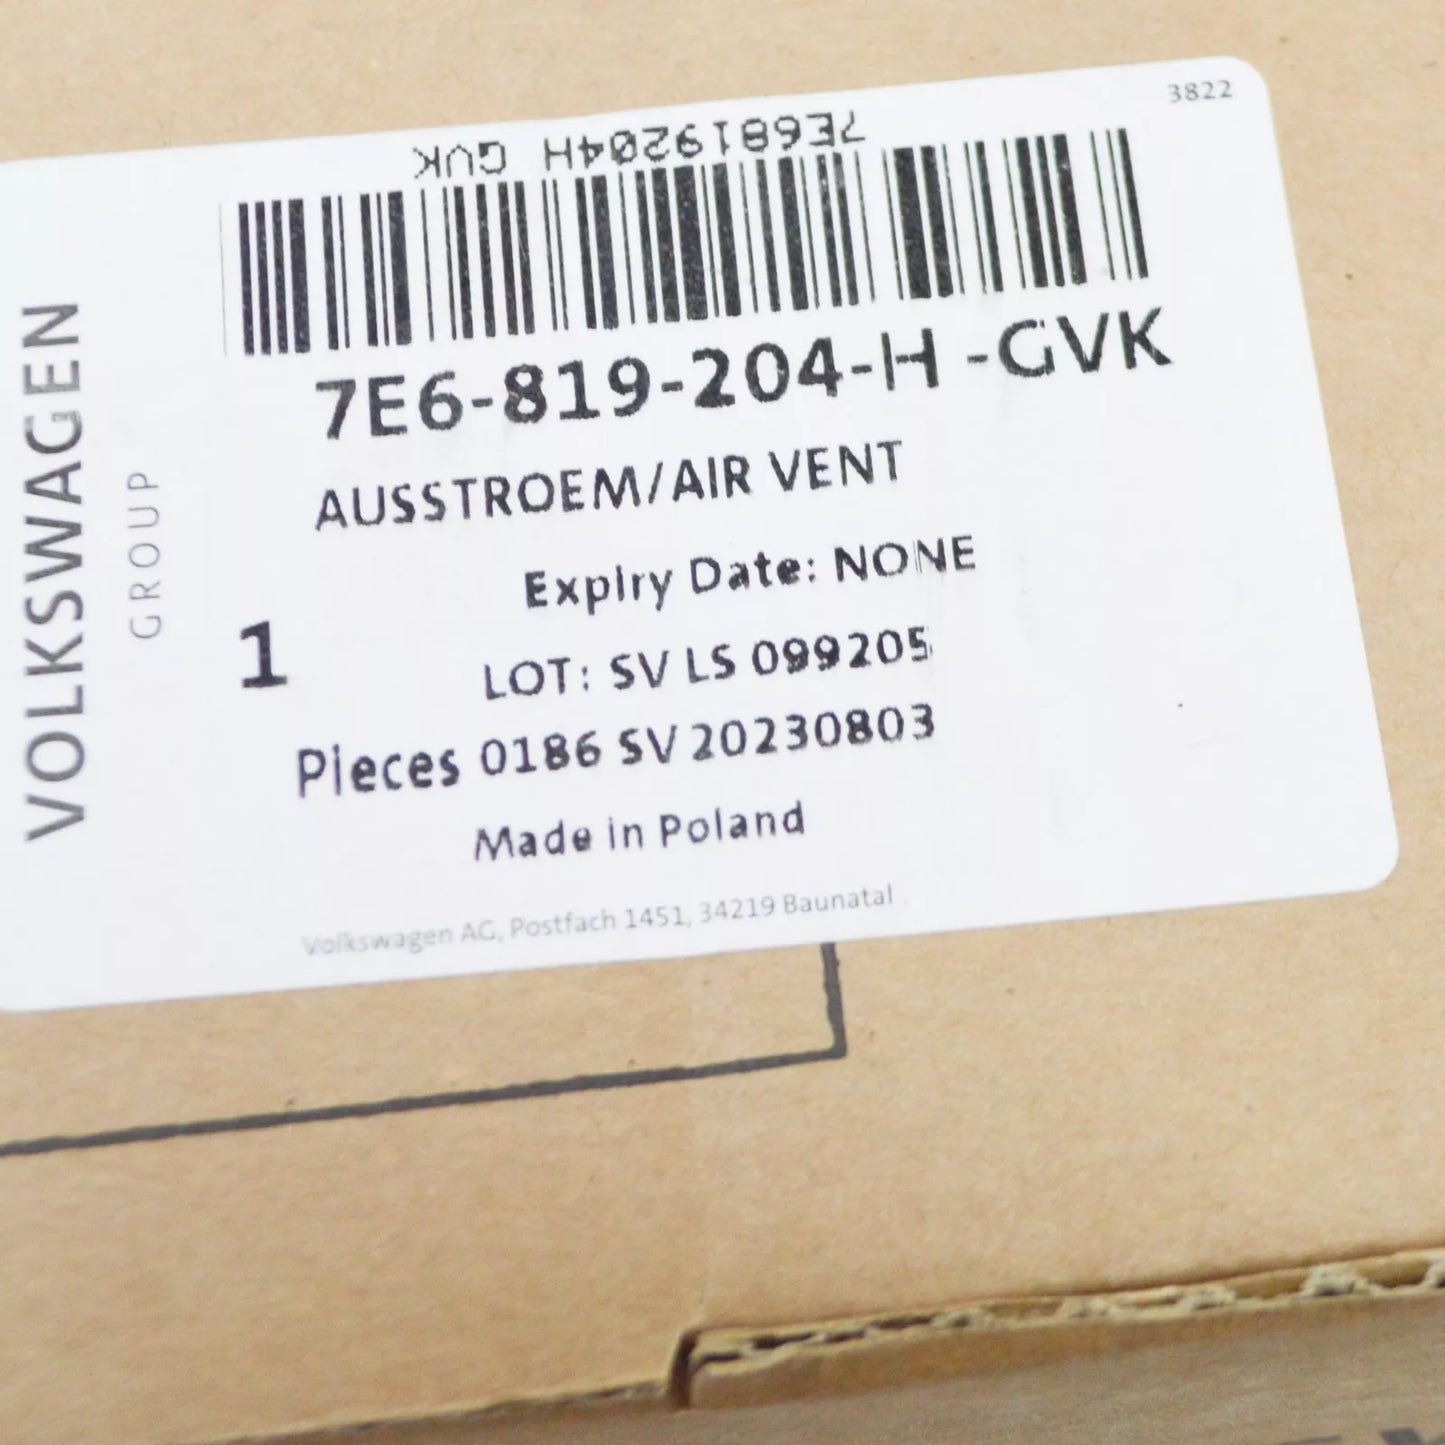 3822
7E6819204H GVK
7E6-819-204-H -GVK
AUSSTROEM/AIR VENT
Expiry Date: NONE
1
LOT: SV LS 099205
Pieces 0186 SV 20230803
Made in Poland
Volkswagen AG, Postfach 1451, 34219 Baunatal
VOLKSWAGEN
GROUP